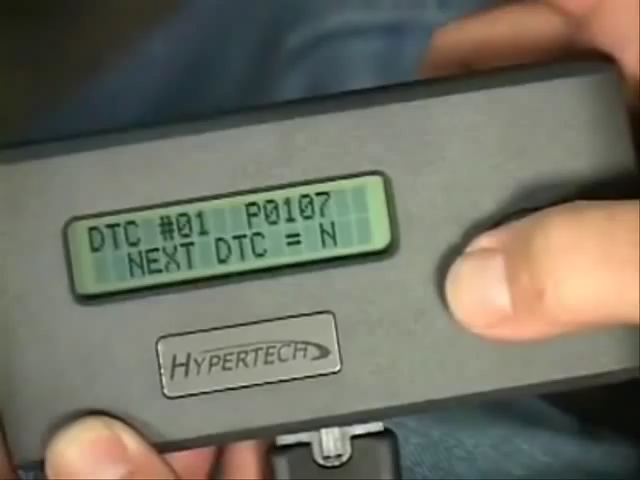 DTC #01 P0107
NEXT DTC = N
HYPERTECH